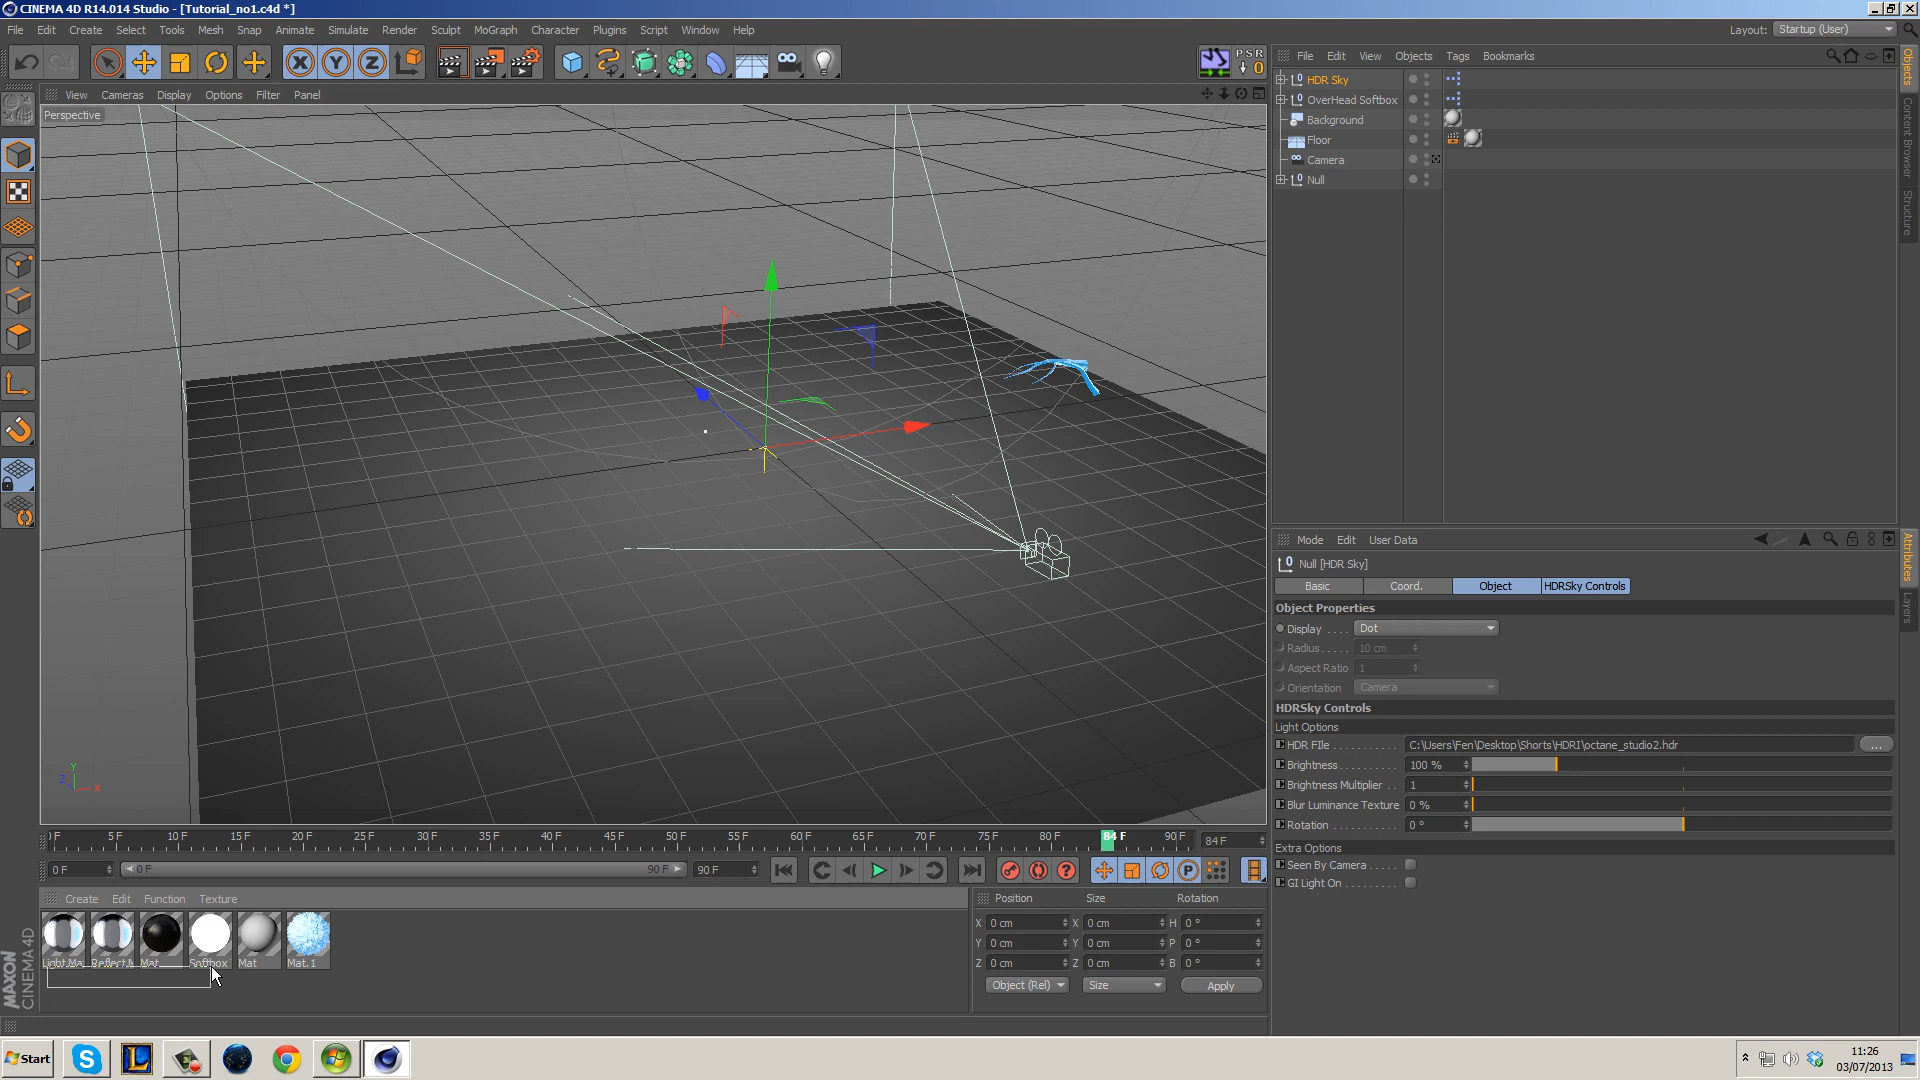 CINEMA 4D R14.014 Studio - [Tutorial_no1.c4d *]
File Edit Create Select Tools Mesh Snap Animate Simulate Render Sculpt MoGraph Character Plugins Script Window Help
Layout: Startup (User)
X Y Z
PSR
0
File Edit View Objects Tags Bookmarks
View Cameras Display Options Filter Panel
Perspective
HDR Sky
OverHead Softbox
Background
Floor
Camera
Null
Objects
Content Browser
Structure
Mode Edit User Data
Null [HDR Sky]
Basic Coord. Object HDRSky Controls
Object Properties
Display .... Dot
Radius..... 10 cm
Aspect Ratio 1
Orientation Camera
HDRSky Controls
Light Options
HDR FIle C:\Users\Fen\Desktop\Shorts\HDRI\octane_studio2.hdr ...
Brightness 100 %
Brightness Multiplier .. 1
Blur Luminance Texture 0 %
Rotation 0 °
Extra Options
Seen By Camera
GI Light On
Attributes
Layers
Y
Z
X
5 F 10 F 15 F 20 F 25 F 30 F 35 F 40 F 45 F 50 F 55 F 60 F 65 F 70 F 75 F 80 F 84 F 90 F 84 F
0 F 0 F 90 F 90 F
Create Edit Function Texture
Light.Ma Reflect.M Mat Softbox Mat Mat.1
Position Size Rotation
X 0 cm X 0 cm H 0 °
Y 0 cm Y 0 cm P 0 °
Z 0 cm Z 0 cm B 0 °
Object (Rel) Size Apply
MAXON
CINEMA 4D
Start
11:26
03/07/2013